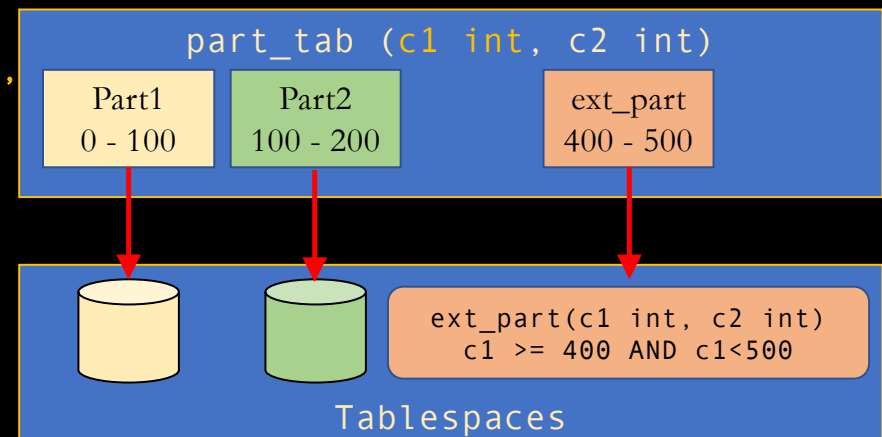 part_tab (c1 int, c2 int)
,
Part1
0 - 100
Part2
100 - 200
ext_part
400 - 500
ext_part(c1 int, c2 int)
c1 >= 400 AND c1<500
Tablespaces